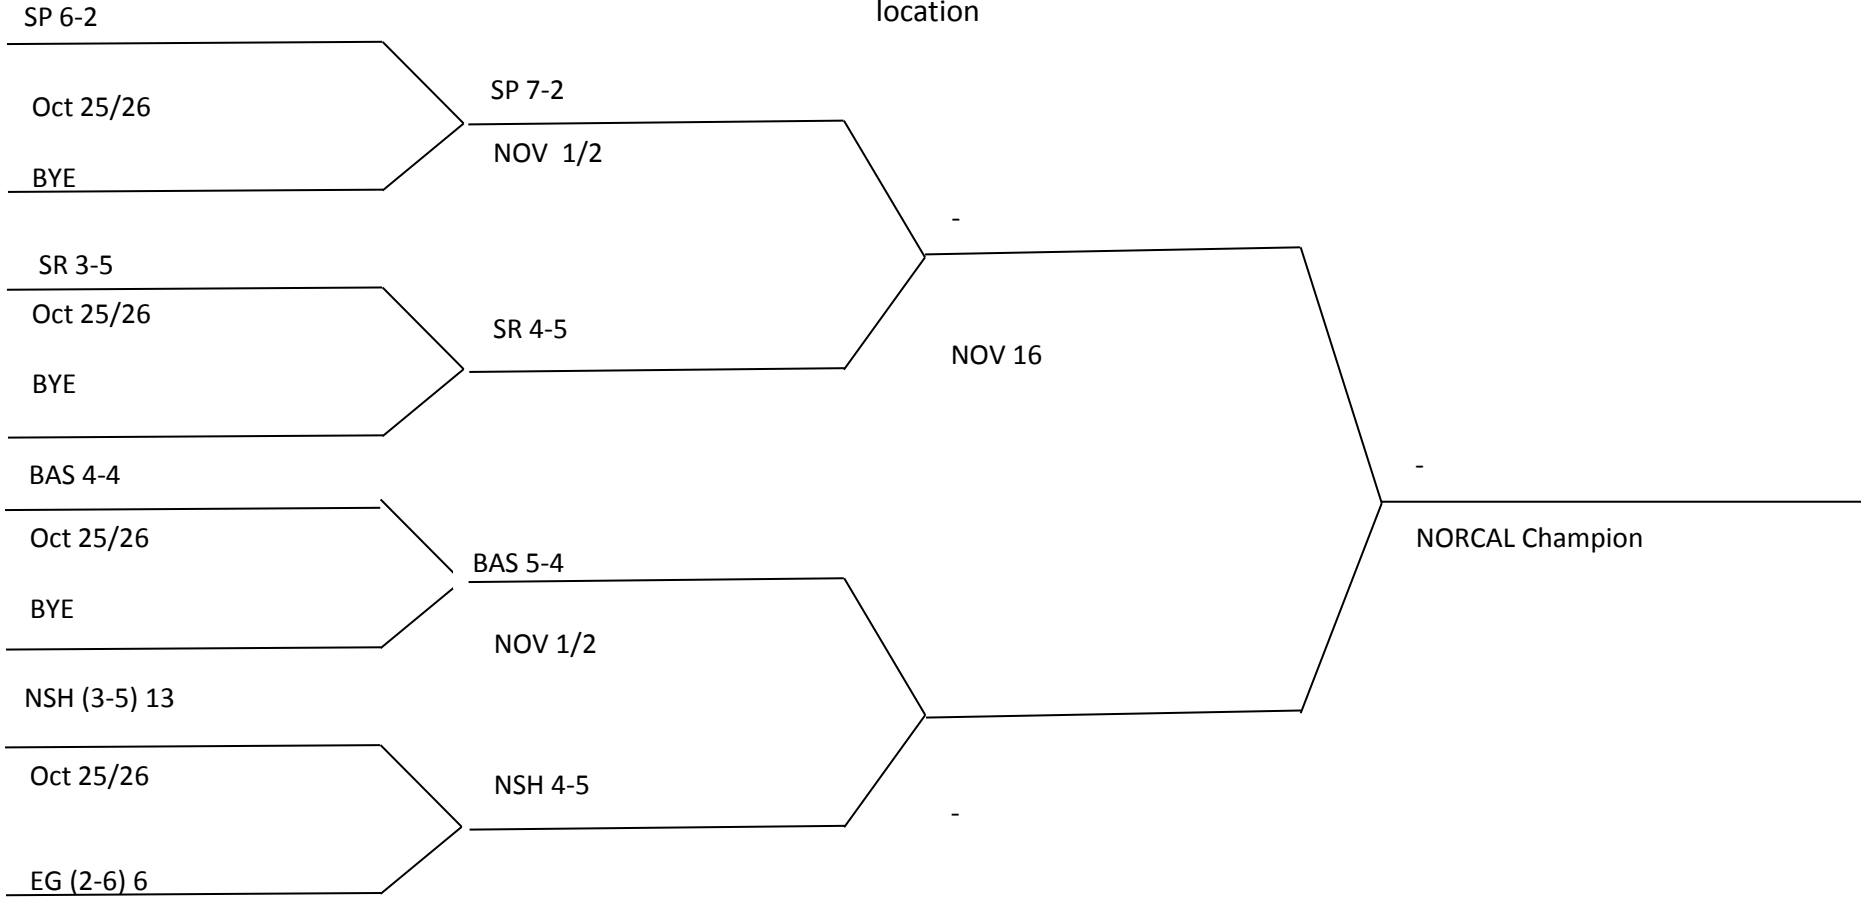 location
SP 6-2
Oct 25/26
BYE
SR 3-5
Oct 25/26
BYE
BAS 4-4
Oct 25/26
BYE
NSH (3-5) 13
Oct 25/26
EG (2-6) 6
SP 7-2
NOV  1/2
SR 4-5
BAS 5-4
NOV 1/2
NSH 4-5
-
NOV 16
-
-
NORCAL Champion